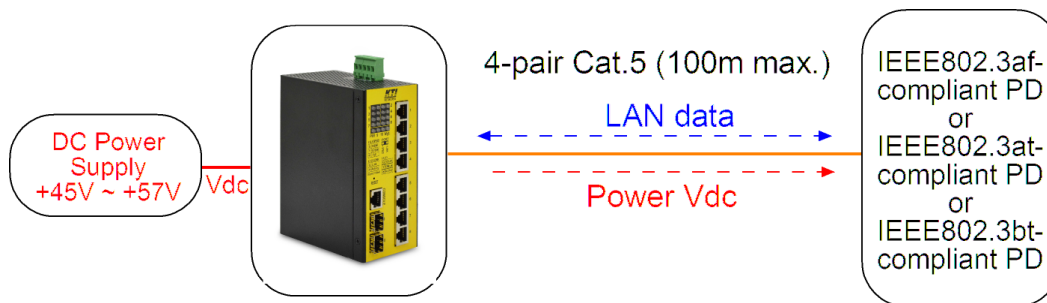 DC Power
Supply
+45V ~ +57V
Vdc
KTI
4-pair Cat.5 (100m max.)
LAN data
Power Vdc
IEEE802.3af-
compliant PD
or
IEEE802.3at-
compliant PD
or
IEEE802.3bt-
compliant PD